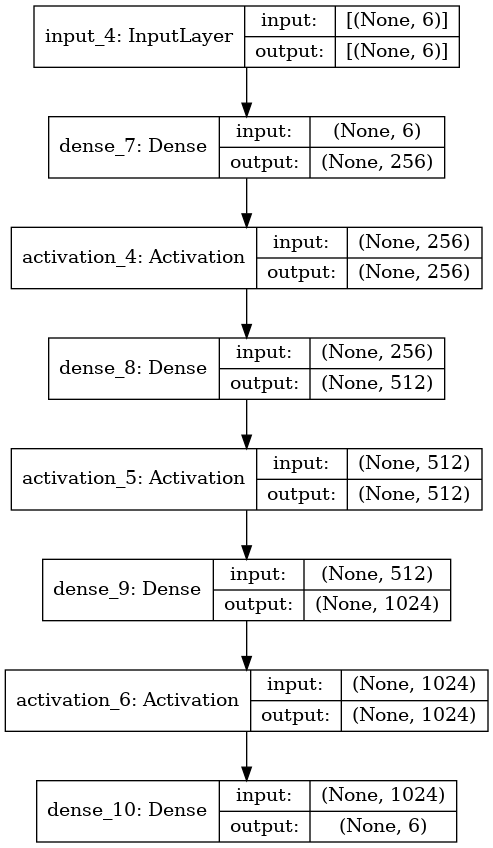 input_4: InputLayer
input: [(None, 6)]
output: [(None, 6)]
dense_7: Dense
input: (None, 6)
output: (None, 256)
activation_4: Activation
input: (None, 256)
output: (None, 256)
dense_8: Dense
input: (None, 256)
output: (None, 512)
activation_5: Activation
input: (None, 512)
output: (None, 512)
dense_9: Dense
input: (None, 512)
output: (None, 1024)
activation_6: Activation
input: (None, 1024)
output: (None, 1024)
dense_10: Dense
input: (None, 1024)
output: (None, 6)